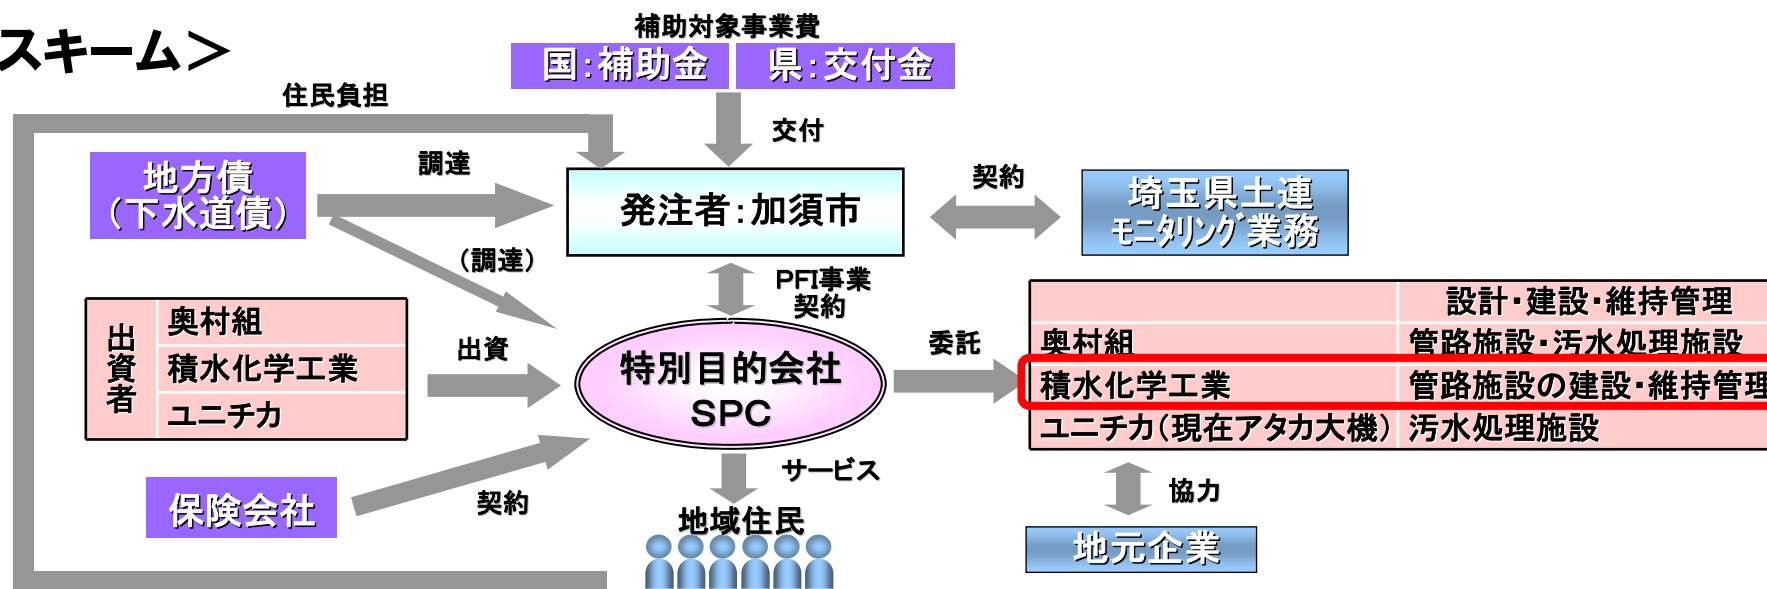 スキーム＞
補助対象事業費
国：補助金　県：交付金
住民負担
交付
地方債
（下水道債）
調達
（調達）
発注者：加須市
契約
埼玉県土連
ﾓﾆﾀﾘﾝｸﾞ業務
PFI事業
契約
出資者
奥村組
積水化学工業
ユニチカ
出資
特別目的会社
SPC
委託
設計・建設・維持管理
奥村組　管路施設・汚水処理施設
積水化学工業　管路施設の建設・維持管理
ユニチカ（現在アタカ大機）　汚水処理施設
保険会社
契約
サービス
地域住民
協力
地元企業